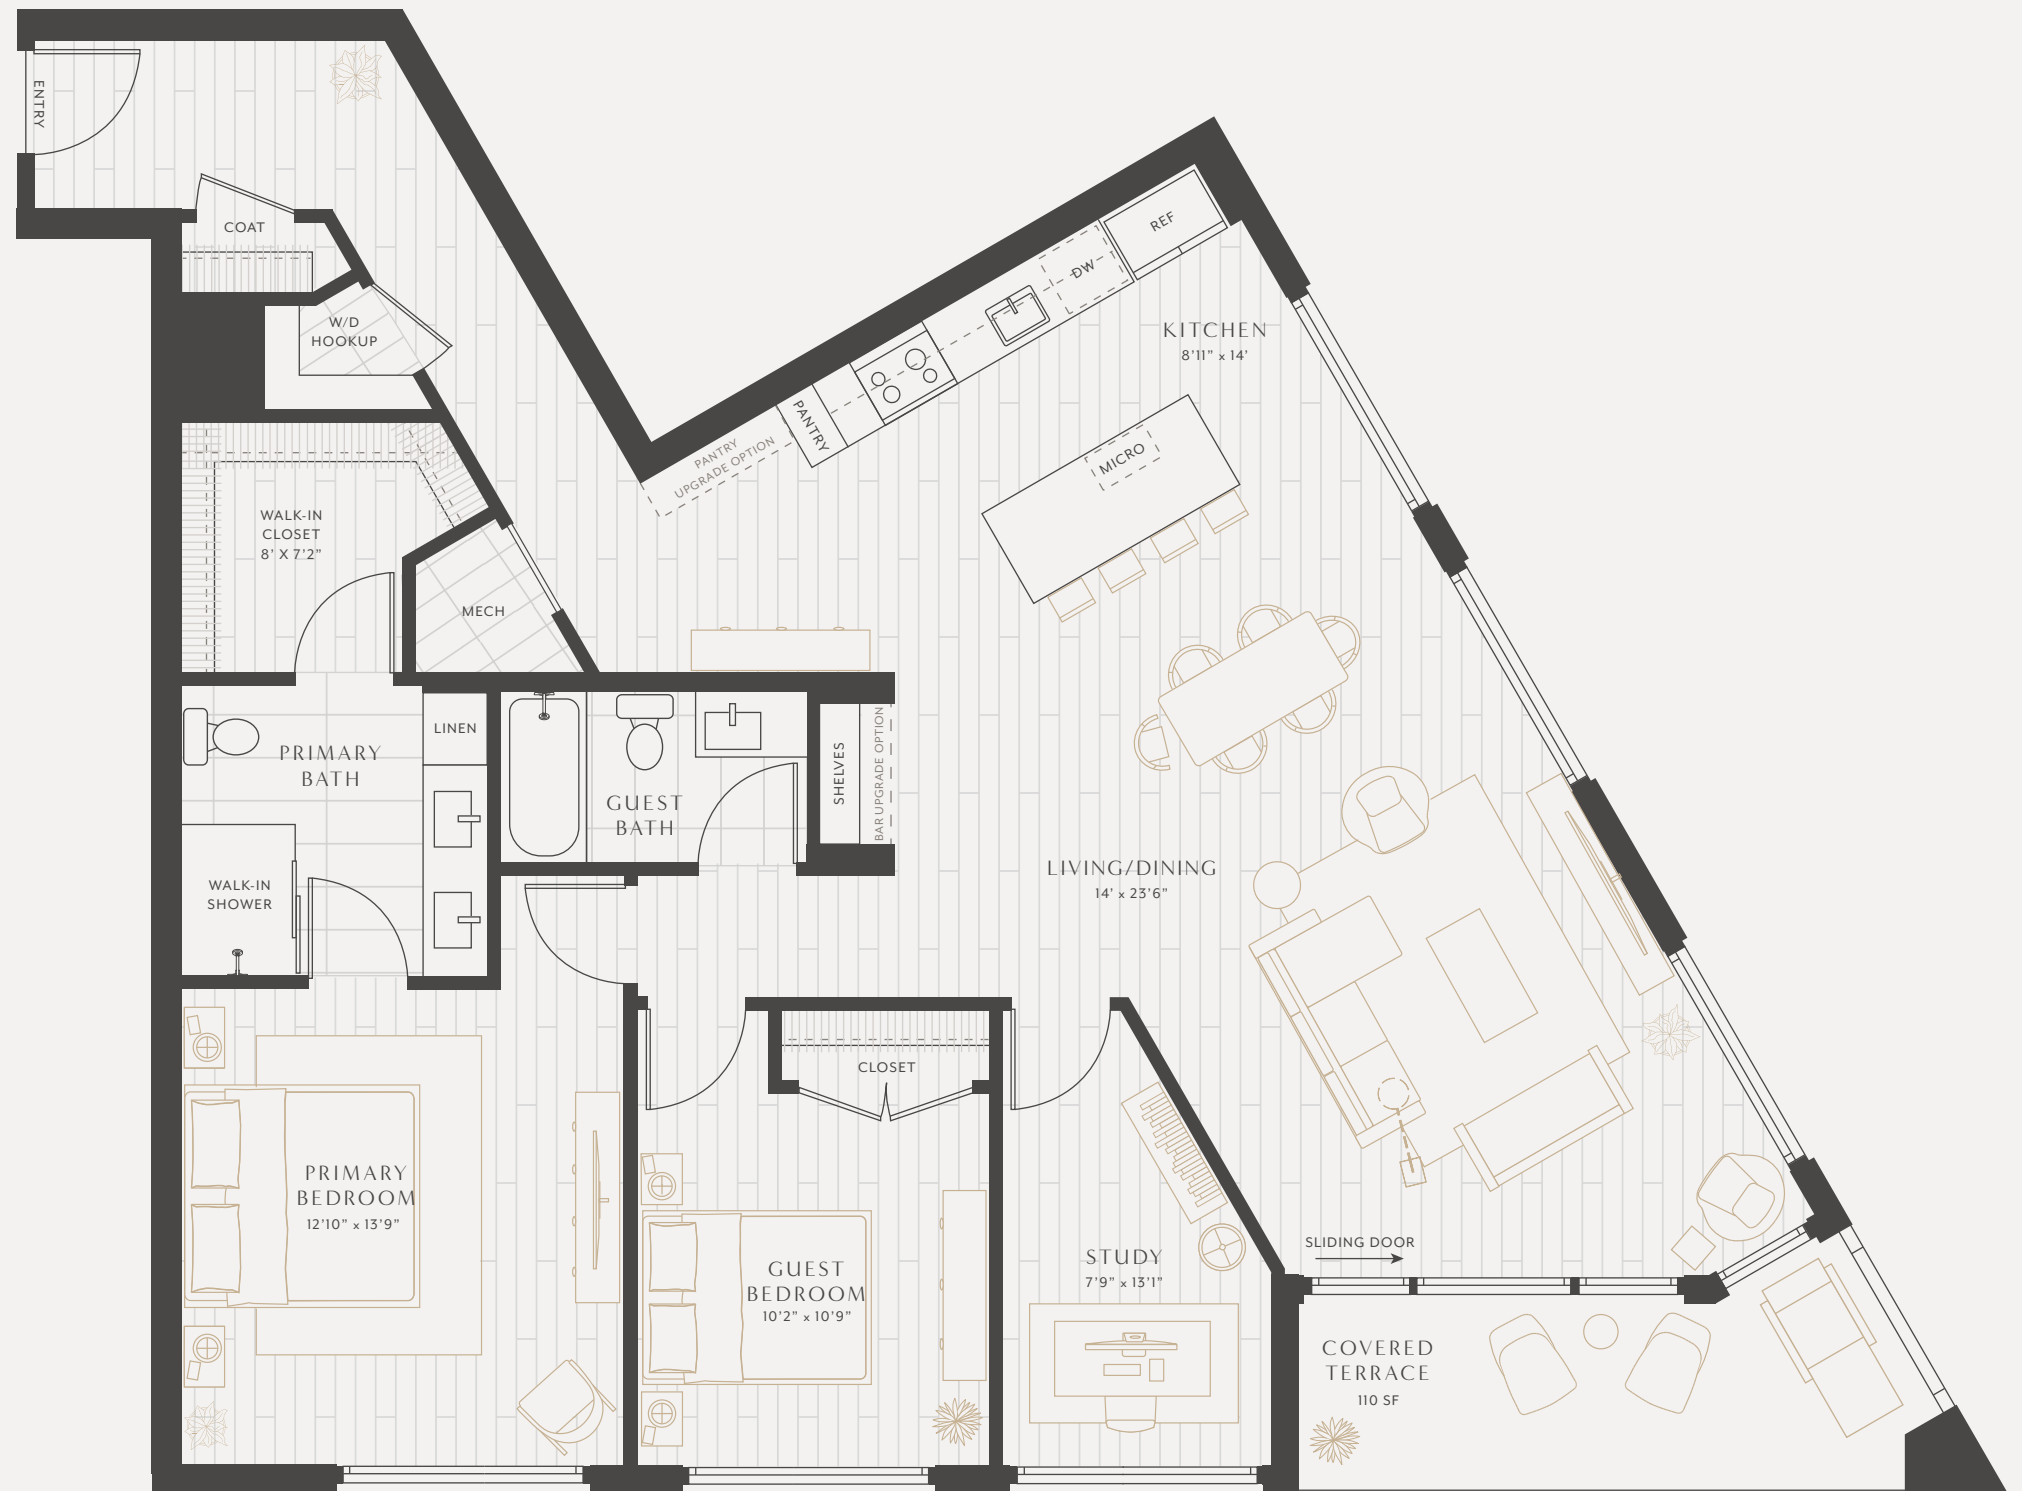 ENTRY
COAT
W/D
HOOKUP
REF
DW
KITCHEN
8'11" x 14'
PANTRY
PANTRY
UPGRADE OPTION
MICRO
WALK-IN
CLOSET
8' X 7'2"
MECH
LINEN
PRIMARY
BATH
GUEST
BATH
SHELVES
BAR UPGRADE OPTION
WALK-IN
SHOWER
LIVING/DINING
14' x 23'6"
CLOSET
PRIMARY
BEDROOM
12'10" x 13'9"
GUEST
BEDROOM
10'2" x 10'9"
STUDY
7'9" x 13'1"
SLIDING DOOR
COVERED
TERRACE
110 SF